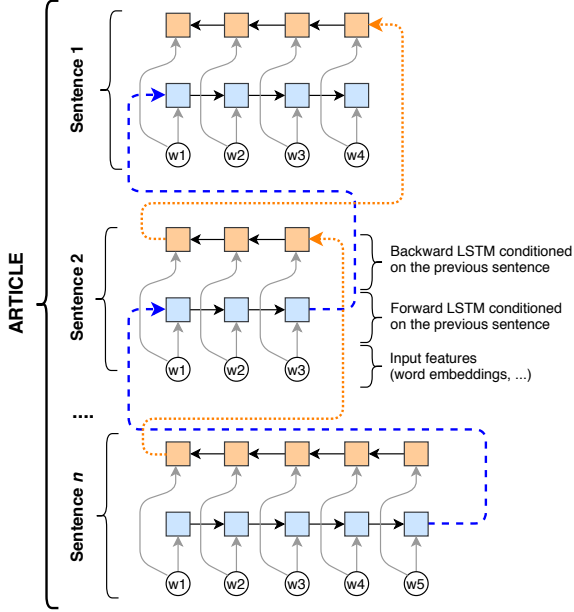 ARTICLE
Sentence 1
w1 w2 w3 w4
Sentence 2
w1 w2 w3
Backward LSTM conditioned
on the previous sentence
Forward LSTM conditioned
on the previous sentence
Input features
(word embeddings, ...)
....
Sentence n
w1 w2 w3 w4 w5